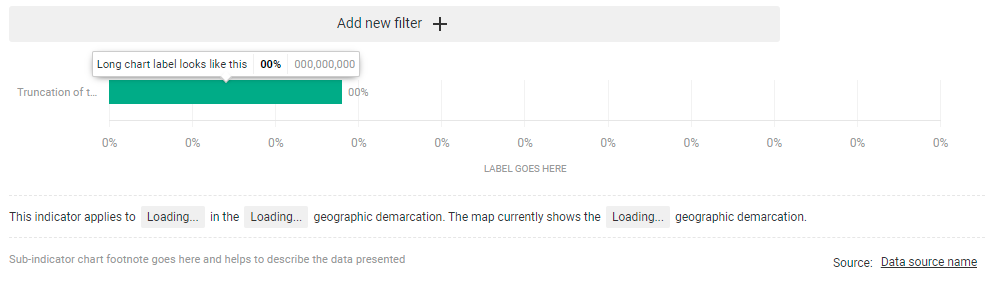 Add new filter +
Long chart label looks like this 00% 000,000,000
Truncation of t... 00%
0% 0% 0% 0% 0% 0% 0% 0% 0% 0% 0%
LABEL GOES HERE
This indicator applies to Loading... in the Loading... geographic demarcation. The map currently shows the Loading... geographic demarcation.
Sub-indicator chart footnote goes here and helps to describe the data presented
Source: Data source name